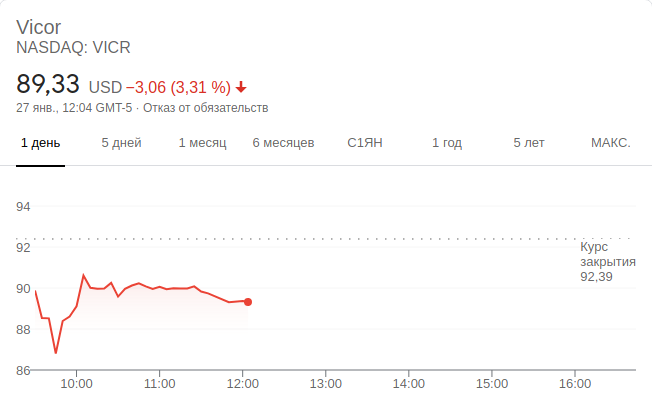 Vicor
NASDAQ: VICR
89,33 USD −3,06 (3,31 %)
27 янв., 12:04 GMT-5 · Отказ от обязательств
1 день 5 дней 1 месяц 6 месяцев С1ЯН 1 год 5 лет МАКС.
94
92
Курс
закрытия
92,39
90
88
86
10:00 11:00 12:00 13:00 14:00 15:00 16:00